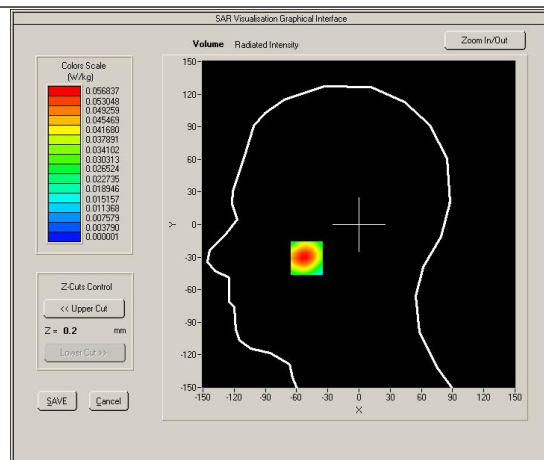 SAR Visualisation Graphical Interface
Volume Radiated Intensity
Zoom In/Out
Colors Scale
(W/kg)
0.056837
0.053048
0.049259
0.045469
0.041680
0.037891
0.034102
0.030313
0.026524
0.022735
0.018946
0.015157
0.011368
0.007579
0.003790
0.000001
Z-Cuts Control
<< Upper Cut
Z = 0.2 mm
Lower Cut >>
SAVE Cancel
150
120
90
60
30
0
-30
-60
-90
-120
-150
Y
-150 -120 -90 -60 -30 0 30 60 90 120 150
X